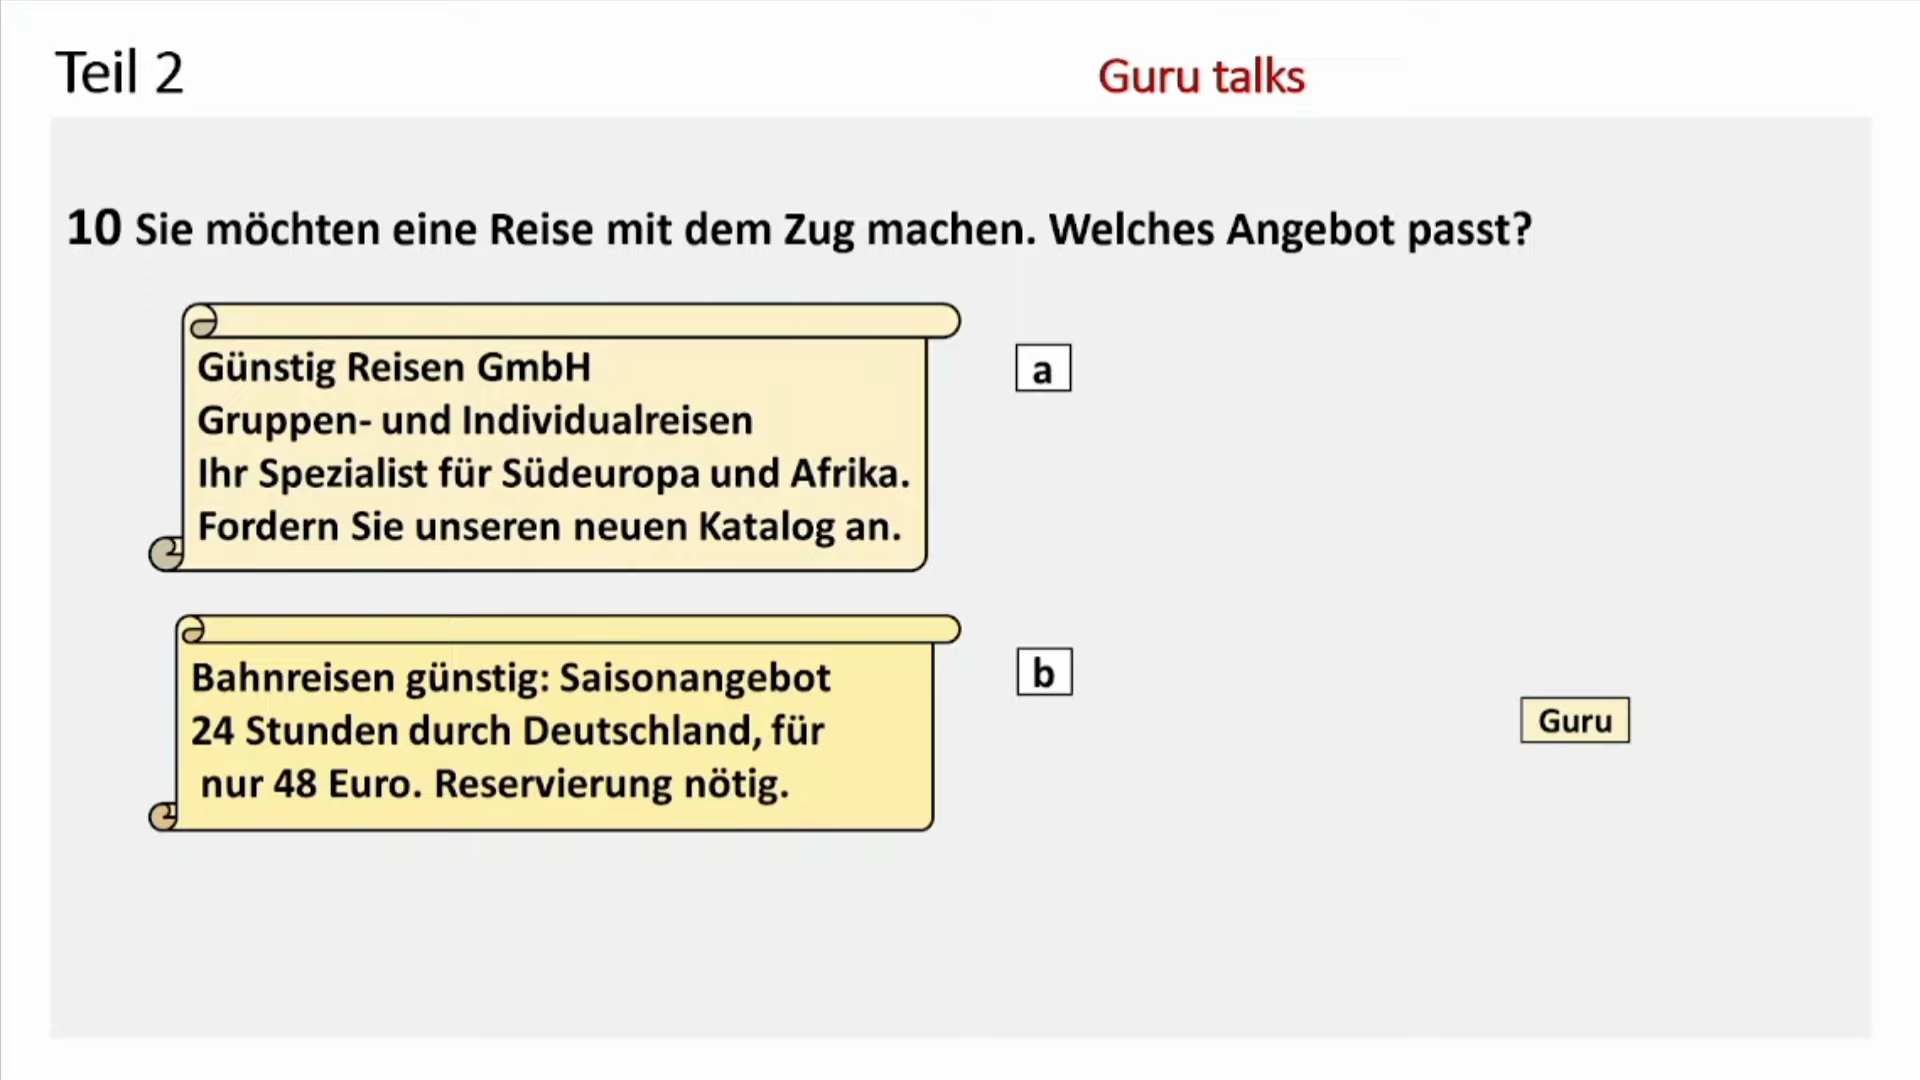 Teil 2
Guru talks
10 Sie möchten eine Reise mit dem Zug machen. Welches Angebot passt?
Günstig Reisen GmbH
Gruppen- und Individualreisen
Ihr Spezialist für Südeuropa und Afrika.
Fordern Sie unseren neuen Katalog an.
a
Bahnreisen günstig: Saisonangebot
24 Stunden durch Deutschland, für
nur 48 Euro. Reservierung nötig.
b
Guru